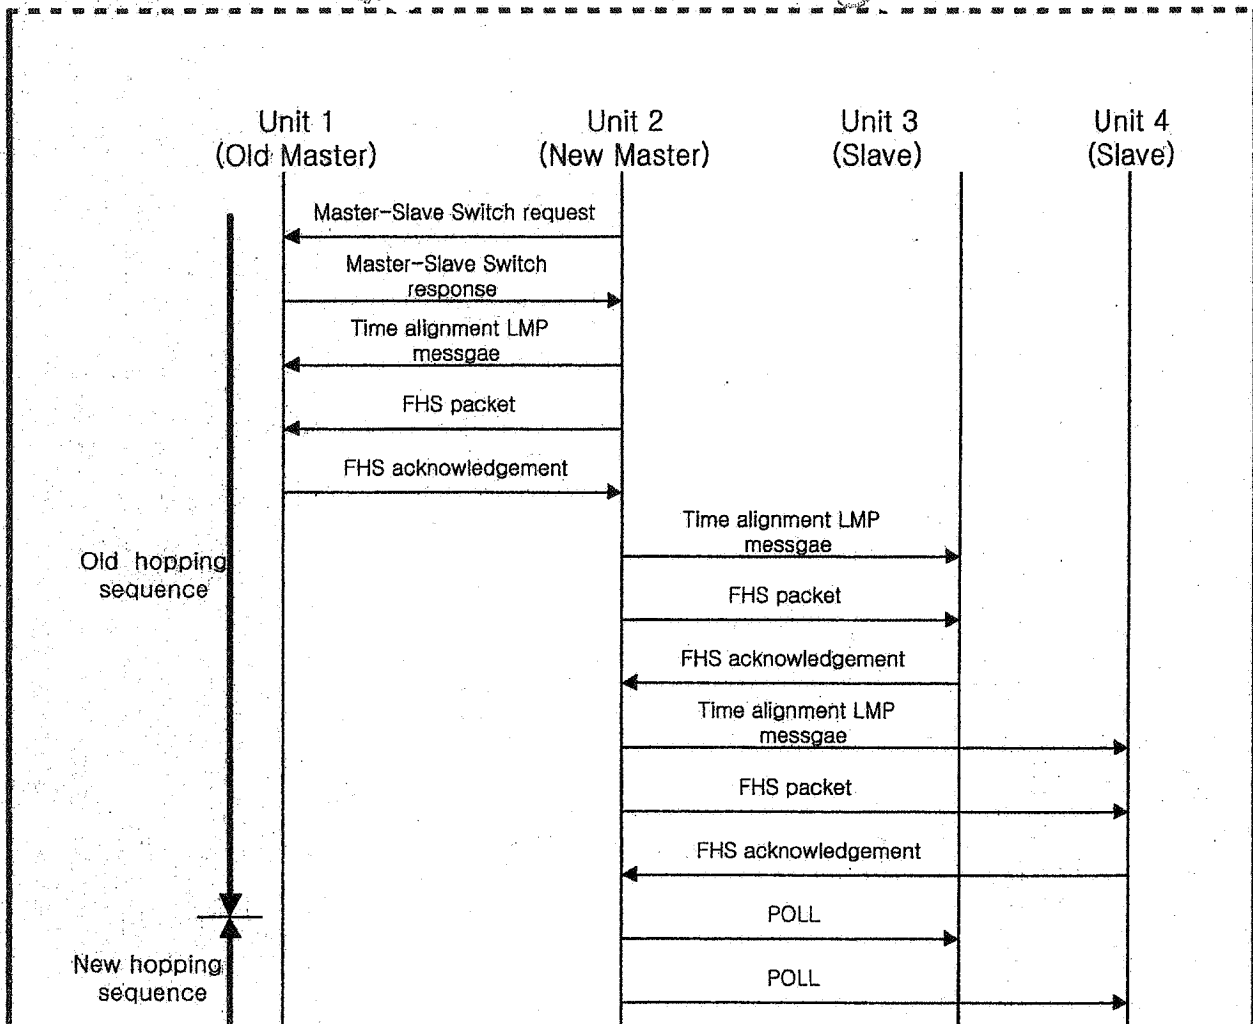 Unit 1
(Old Master)
Unit 2
(New Master)
Unit 3
(Slave)
Unit 4
(Slave)
Master-Slave Switch request
Master-Slave Switch
response
Time alignment LMP
messgae
FHS packet
FHS acknowledgement
Time alignment LMP
messgae
Old hopping
sequence
FHS packet
FHS acknowledgement
Time alignment LMP
messgae
FHS packet
FHS acknowledgement
POLL
New hopping
sequence
POLL